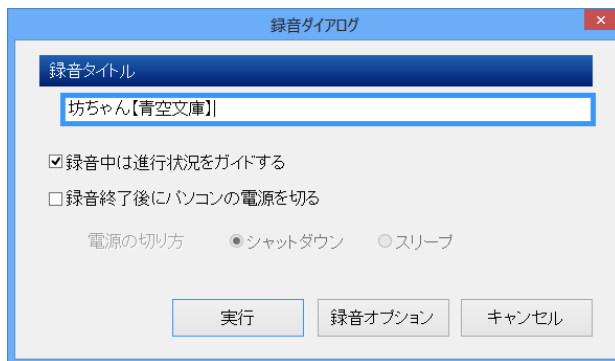 録音ダイアログ
録音タイトル
坊ちゃん【青空文庫】
録音中は進行状況をガイドする
録音終了後にパソコンの電源を切る
電源の切り方 シャットダウン スリープ
実行 録音オプション キャンセル